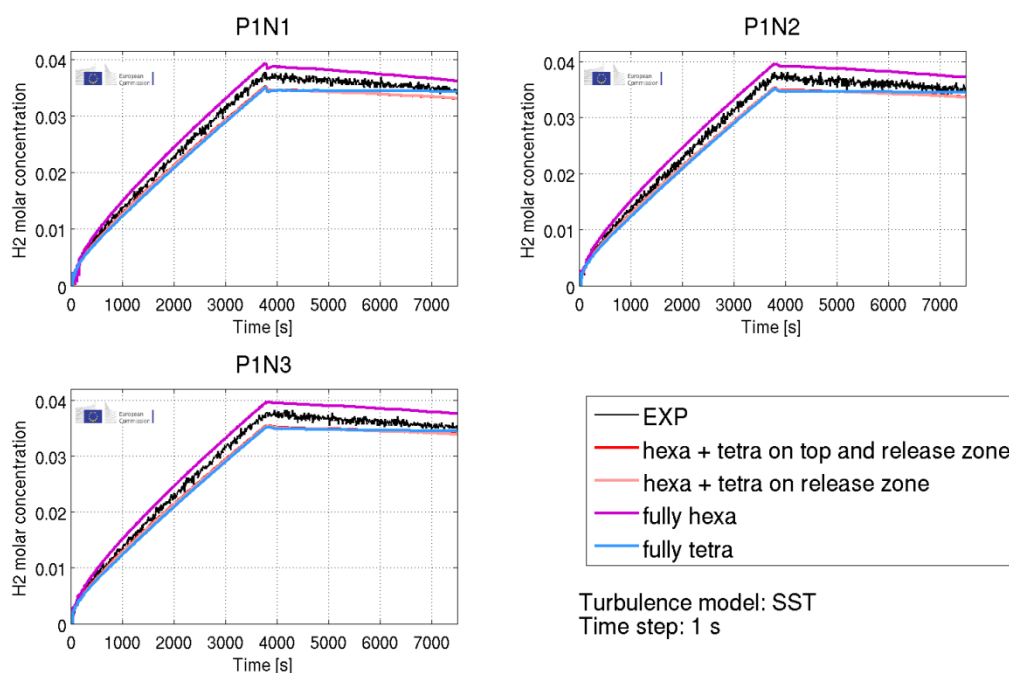 P1N1
H2 molar concentration
0.04
0.03
0.02
0.01
0
European
Commission
0 1000 2000 3000 4000 5000 6000 7000
Time [s]
P1N2
H2 molar concentration
0.04
0.03
0.02
0.01
0
European
Commission
0 1000 2000 3000 4000 5000 6000 7000
Time [s]
P1N3
H2 molar concentration
0.04
0.03
0.02
0.01
0
European
Commission
0 1000 2000 3000 4000 5000 6000 7000
Time [s]
EXP
hexa + tetra on top and release zone
hexa + tetra on release zone
fully hexa
fully tetra
Turbulence model: SST
Time step: 1 s